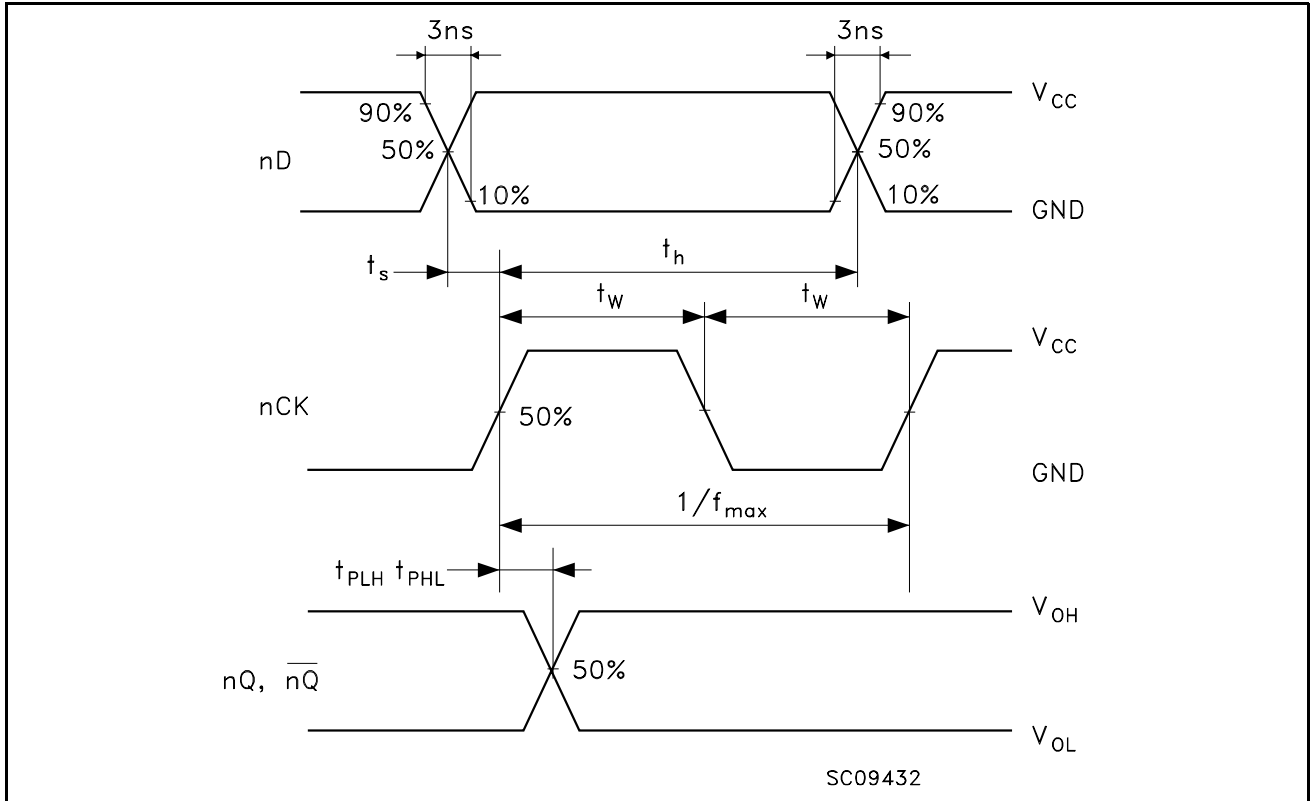 3ns 3ns
V_CC
90% 90%
50% 50%
nD
10% 10%
GND
t_s t_h
t_W t_W
V_CC
nCK 50%
GND
1/f_max
t_PLH t_PHL
V_OH
nQ, n̅Q̅ 50%
V_OL
SC09432